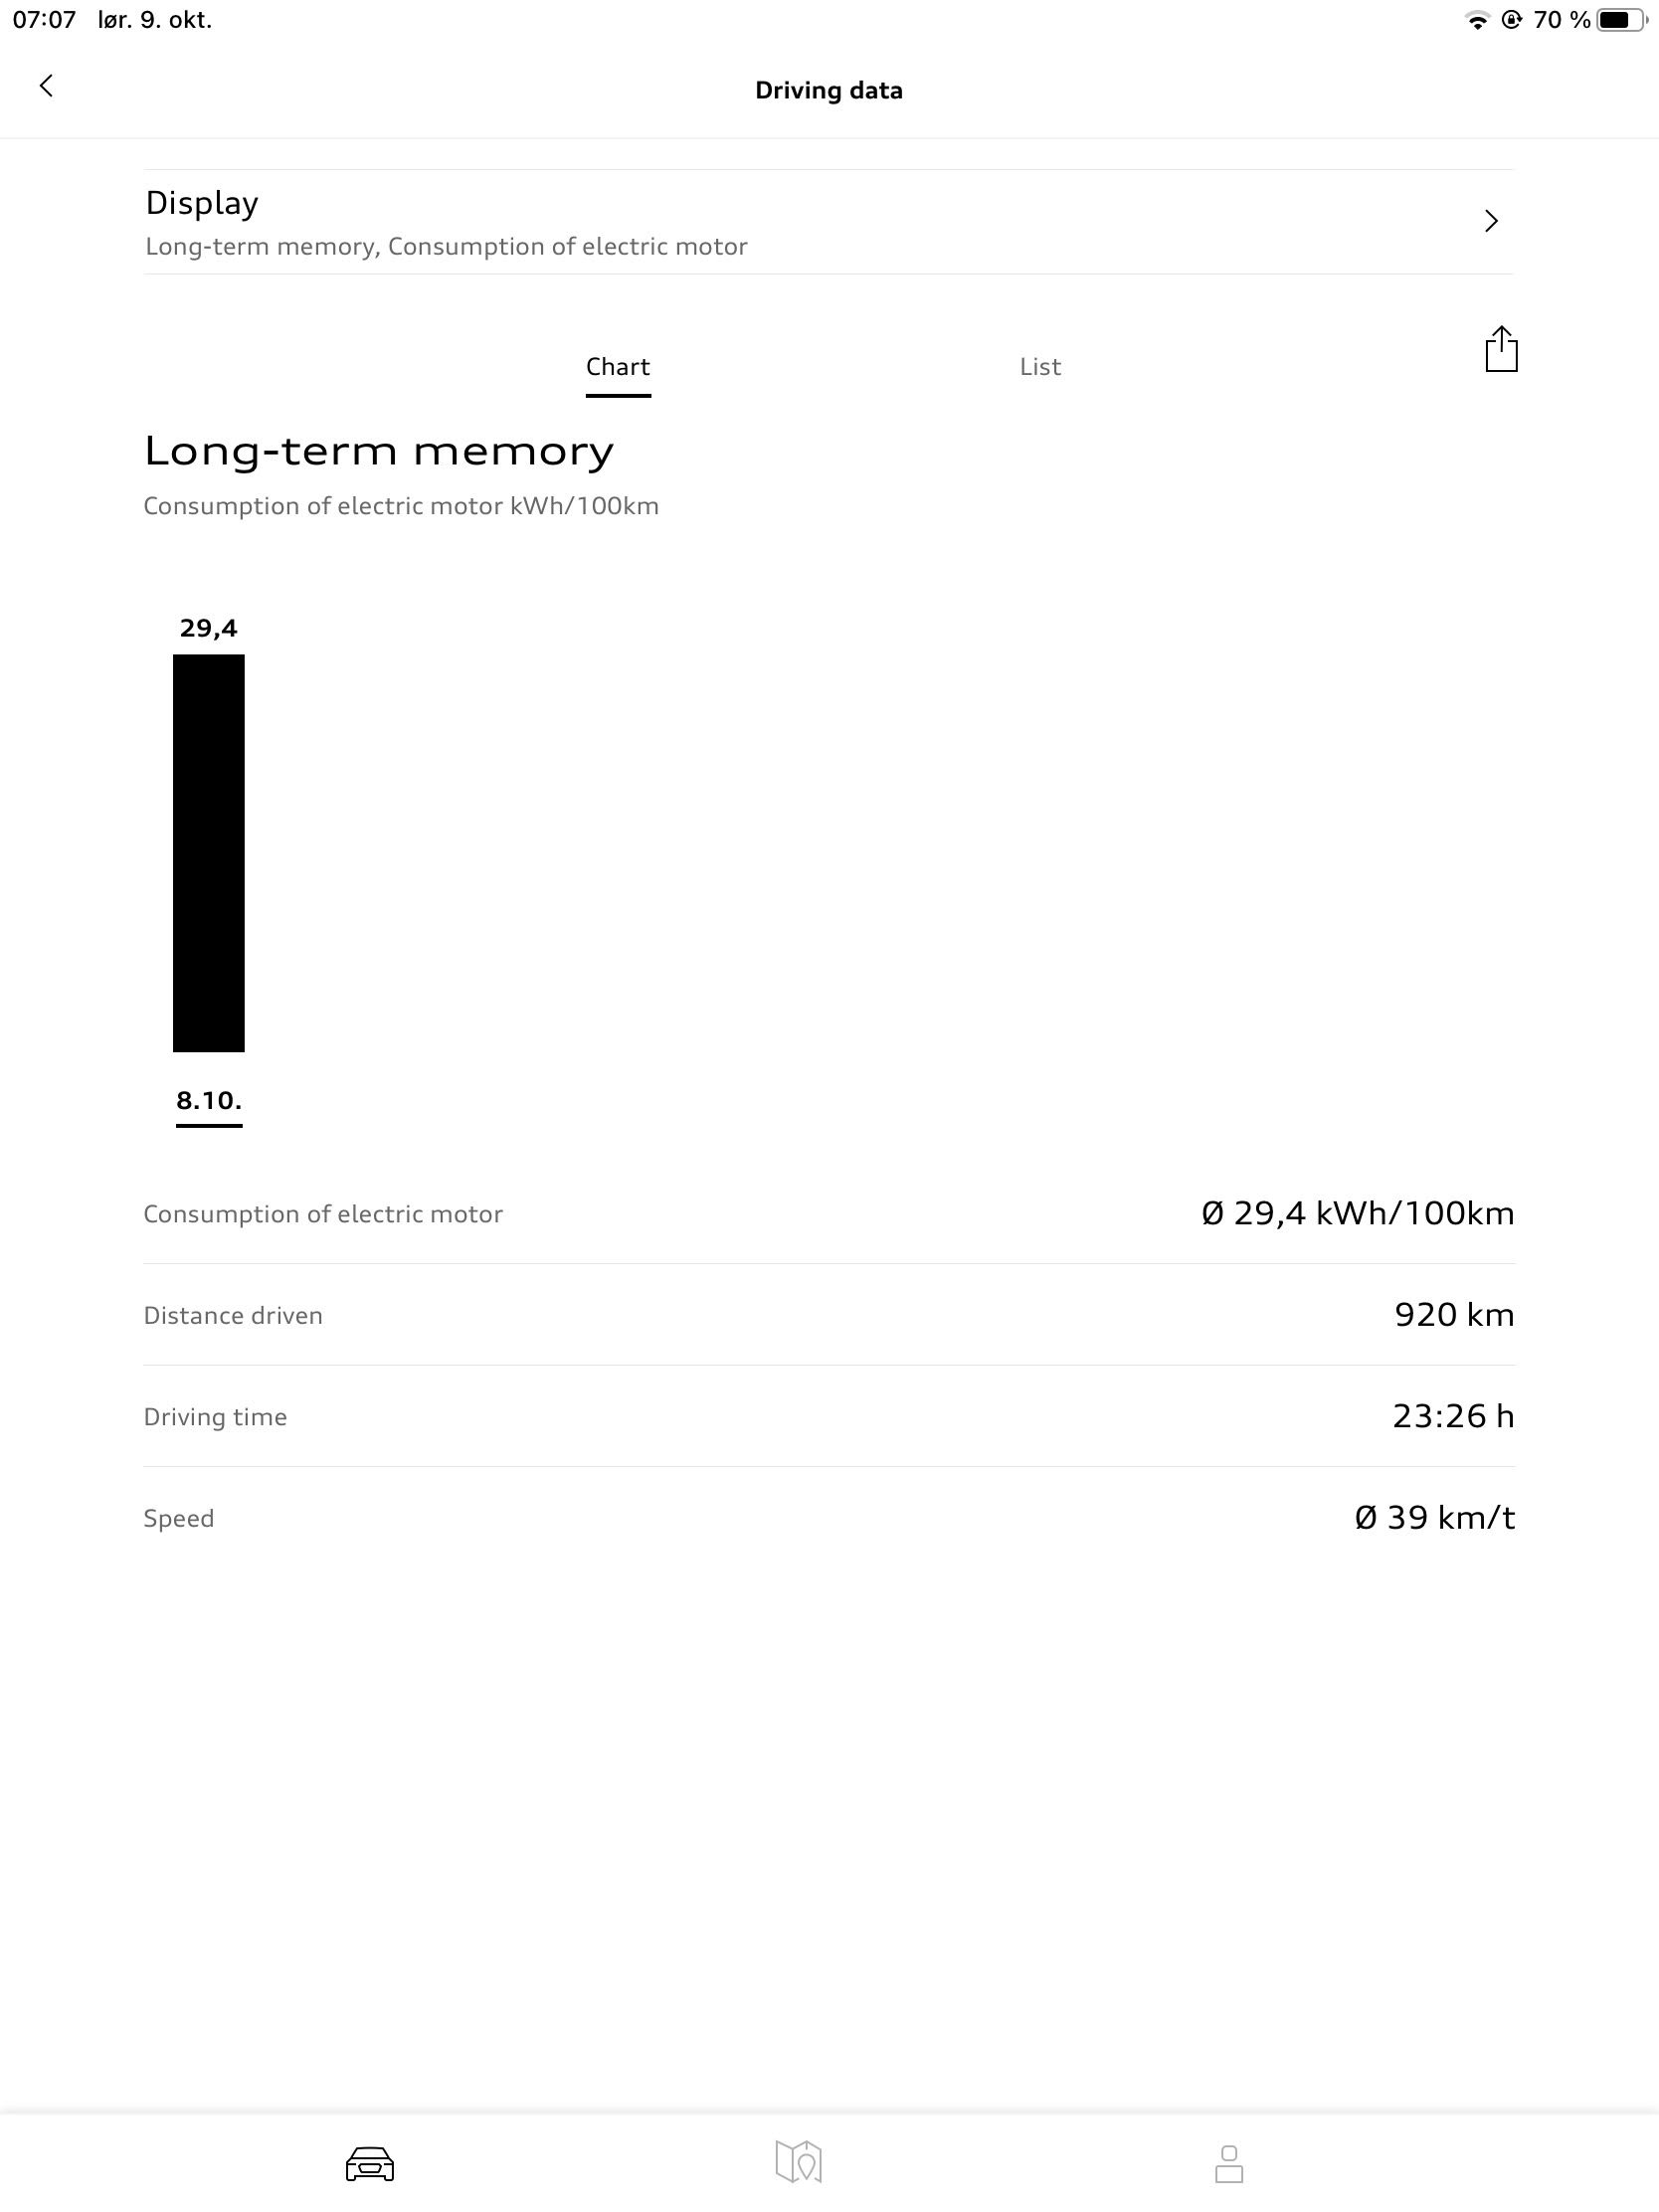 07:07 lør. 9. okt. 70 %
Driving data
Display
Long-term memory, Consumption of electric motor
Chart List
Long-term memory
Consumption of electric motor kWh/100km
29,4
8.10.
Consumption of electric motor Ø 29,4 kWh/100km
Distance driven 920 km
Driving time 23:26 h
Speed Ø 39 km/t